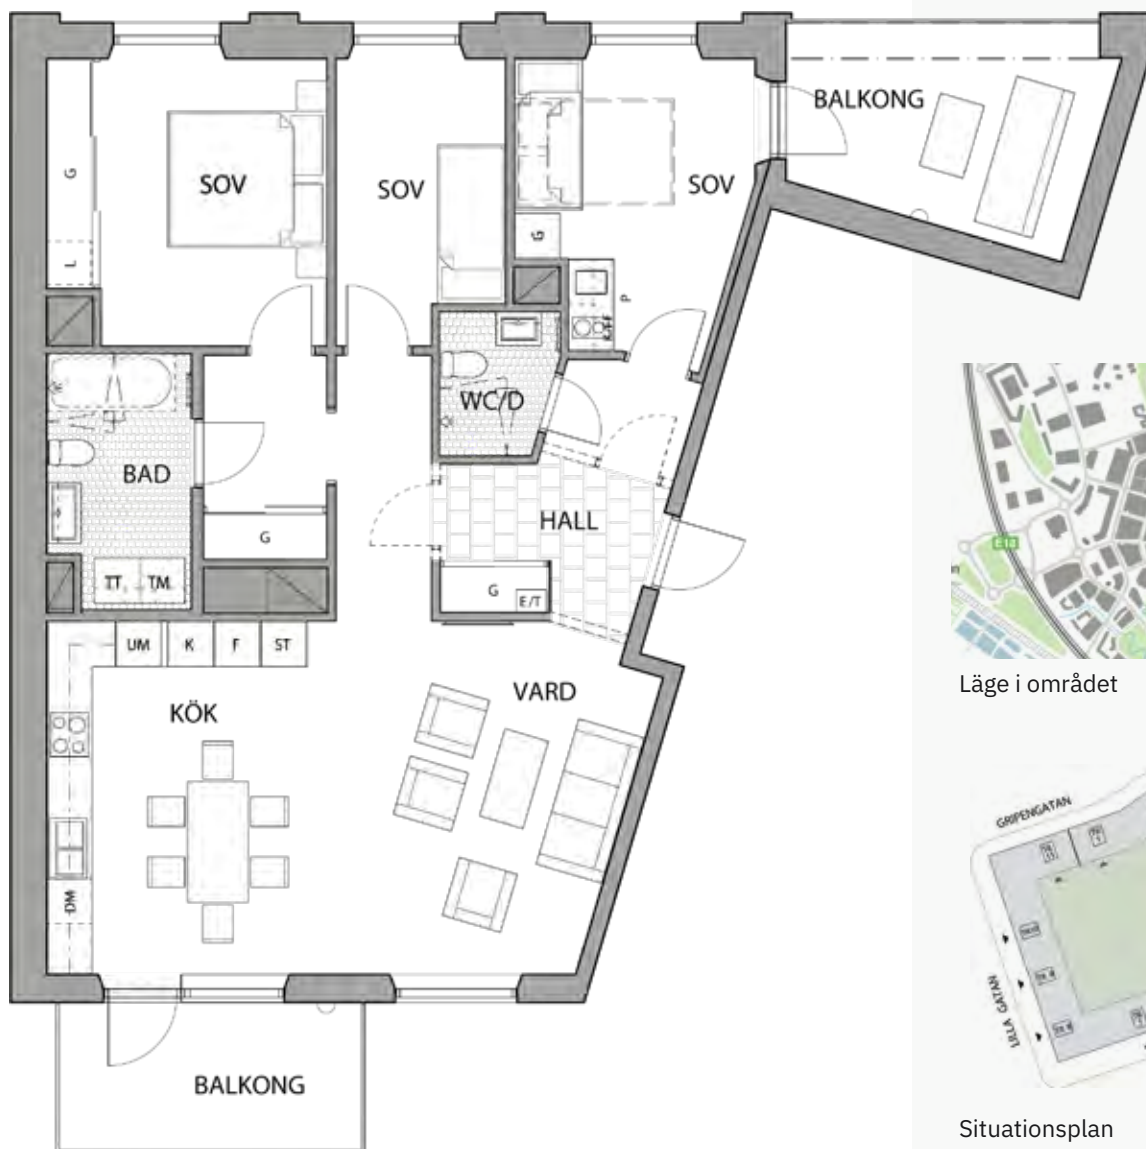 BALKONG
SOV
SOV
SOV
G
L
G
P
K/F
WC/D
BAD
HALL
G
TT
TM
G
E/T
UM
K
F
ST
VARD
KÖK
DM
BALKONG
E18
Läge i området
GRIPENGATAN
LILLA GATAN
Situationsplan